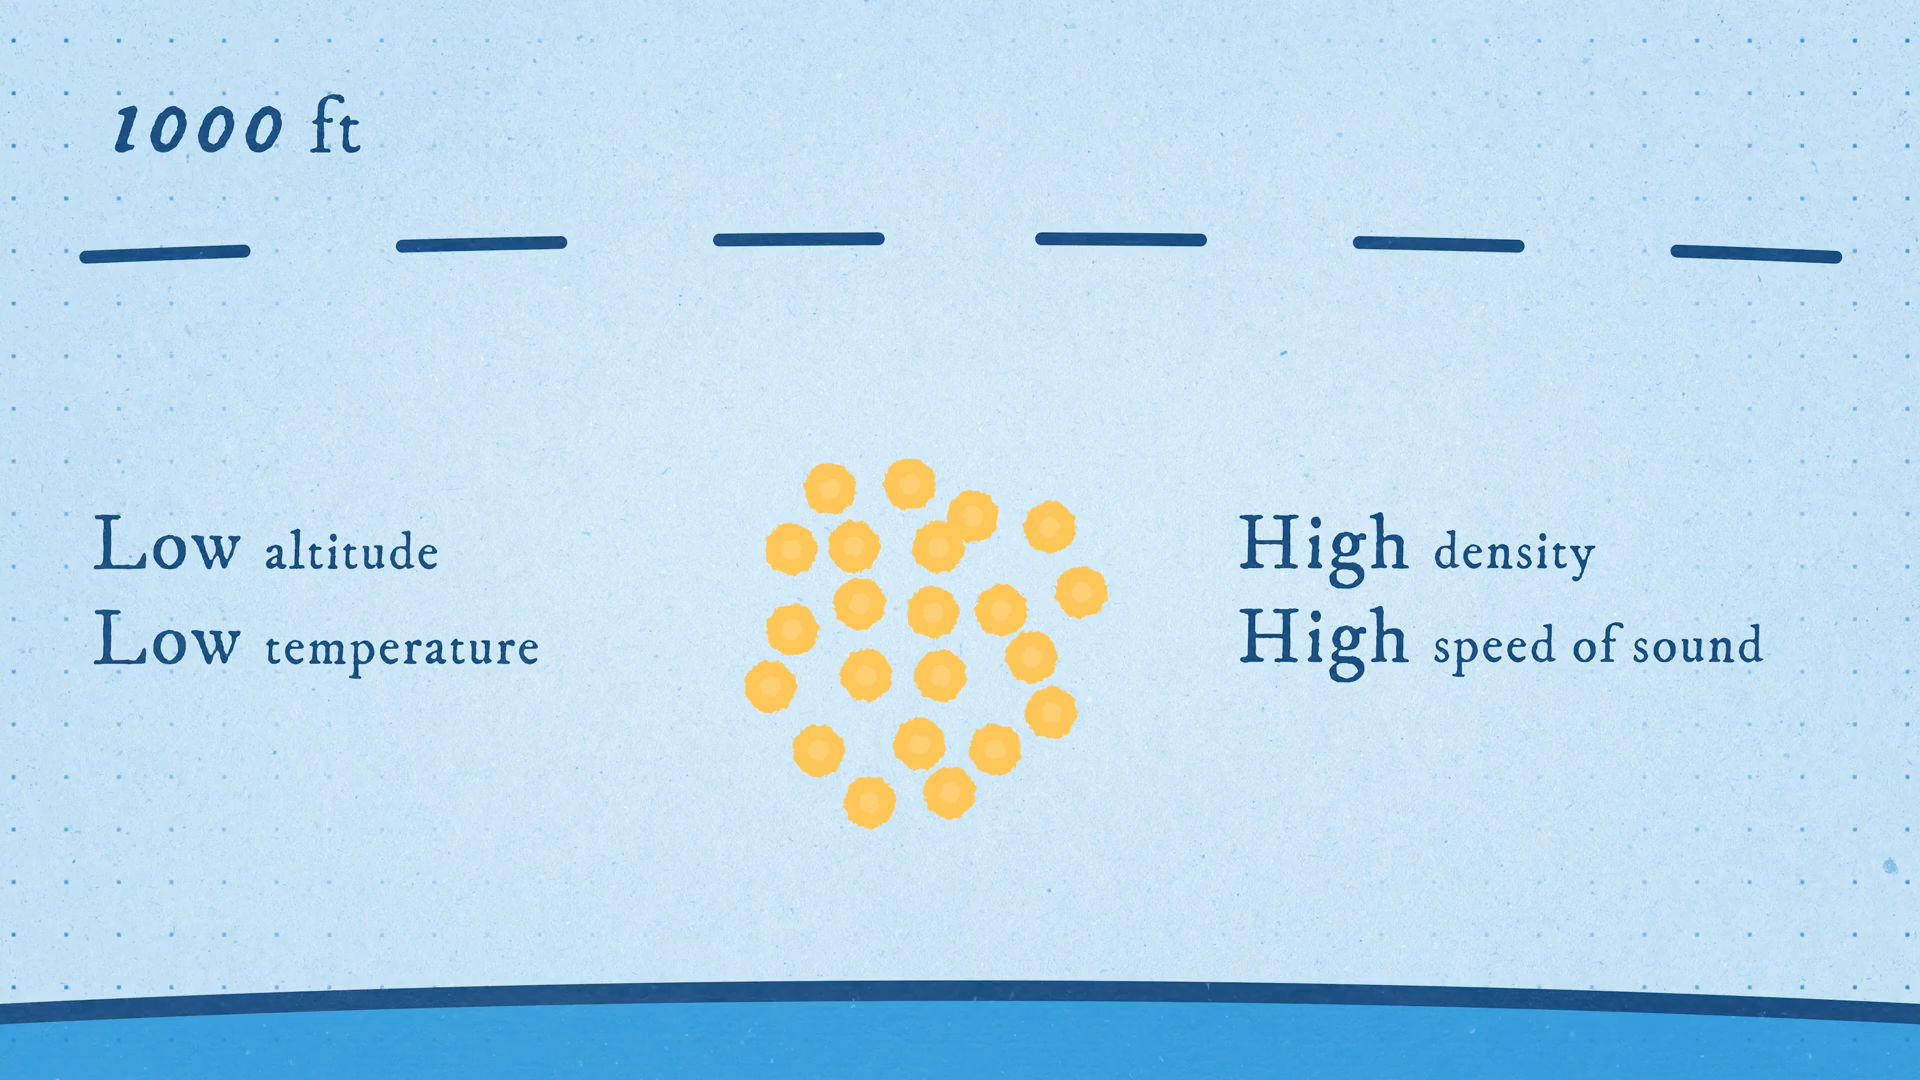 1000 ft
Low altitude
Low temperature
High density
High speed of sound